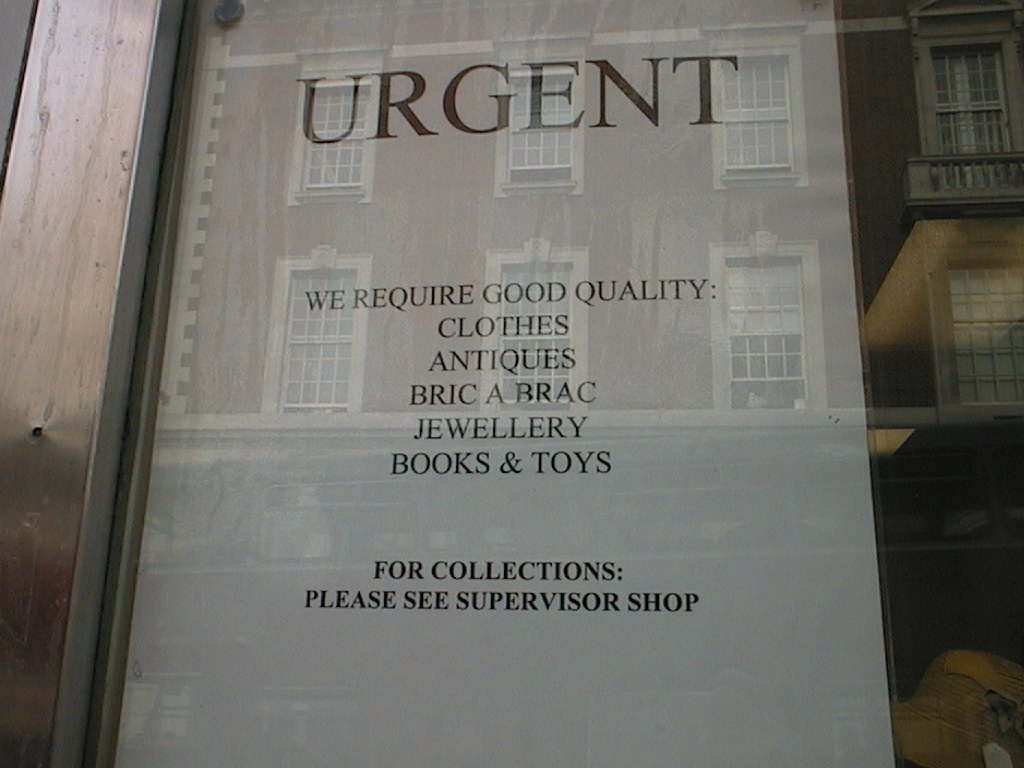 URGENT
WE REQUIRE GOOD QUALITY:
CLOTHES
ANTIQUES
BRIC A BRAC
JEWELLERY
BOOKS & TOYS
FOR COLLECTIONS:
PLEASE SEE SUPERVISOR SHOP